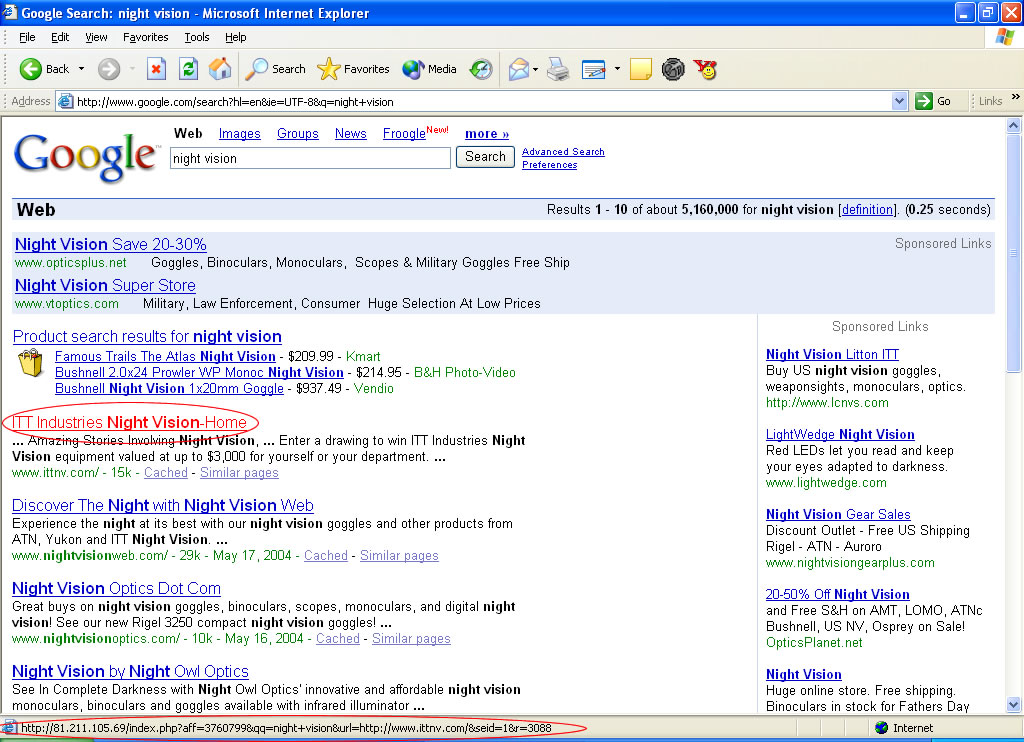 Google Search: night vision - Microsoft Internet Explorer
File Edit View Favorites Tools Help
Back Search Favorites Media
Address http://www.google.com/search?hl=en&ie=UTF-8&q=night+vision Go Links »
Google™ Web Images Groups News Froogle New! more »
night vision Search Advanced Search
Preferences
Web Results 1 - 10 of about 5,160,000 for night vision [definition]. (0.25 seconds)
Night Vision Save 20-30% Sponsored Links
www.opticsplus.net Goggles, Binoculars, Monoculars, Scopes & Military Goggles Free Ship
Night Vision Super Store
www.vtoptics.com Military, Law Enforcement, Consumer Huge Selection At Low Prices
Product search results for night vision
Famous Trails The Atlas Night Vision - $209.99 - Kmart
Bushnell 2.0x24 Prowler WP Monoc Night Vision - $214.95 - B&H Photo-Video
Bushnell Night Vision 1x20mm Goggle - $937.49 - Vendio
ITT Industries Night Vision-Home
... Amazing Stories Involving Night Vision, ... Enter a drawing to win ITT Industries Night
Vision equipment valued at up to $3,000 for yourself or your department. ...
www.ittnv.com/ - 15k - Cached - Similar pages
Discover The Night with Night Vision Web
Experience the night at its best with our night vision goggles and other products from
ATN, Yukon and ITT Night Vision. ...
www.nightvisionweb.com/ - 29k - May 17, 2004 - Cached - Similar pages
Night Vision Optics Dot Com
Great buys on night vision goggles, binoculars, scopes, monoculars, and digital night
vision! See our new Rigel 3250 compact night vision goggles! ...
www.nightvisionoptics.com/ - 10k - May 16, 2004 - Cached - Similar pages
Night Vision by Night Owl Optics
See In Complete Darkness with Night Owl Optics' innovative and affordable night vision
monoculars, binoculars and goggles available with infrared illuminator ...
Sponsored Links
Night Vision Litton ITT
Buy US night vision goggles,
weaponsights, monoculars, optics.
http://www.lcnvs.com
LightWedge Night Vision
Red LEDs let you read and keep
your eyes adapted to darkness.
www.lightwedge.com
Night Vision Gear Sales
Discount Outlet - Free US Shipping
Rigel - ATN - Auroro
www.nightvisiongearplus.com
20-50% Off Night Vision
and Free S&H on AMT, LOMO, ATNc
Bushnell, US NV, Osprey on Sale!
OpticsPlanet.net
Night Vision
Huge online store. Free shipping.
Binoculars in stock for Fathers Day
http://81.211.105.69/index.php?aff=3760799&qq=night+vision&url=http://www.ittnv.com/&seid=1&r=3088 Internet